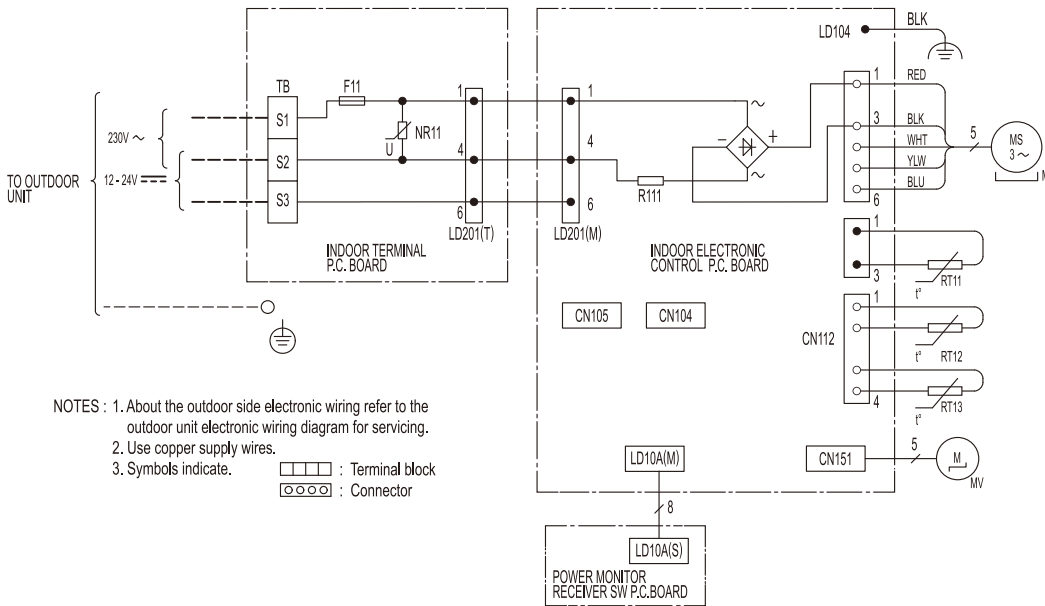 LD104
BLK
TB
F11
1
1
1
RED
S1
230V ~
NR11
U
~
− +
~
3
BLK
WHT
YLW
BLU
5
MS
3 ~
M
S2
4
4
TO OUTDOOR
UNIT
12 - 24V
R111
S3
6
6
6
LD201(T)
LD201(M)
INDOOR TERMINAL
P.C. BOARD
INDOOR ELECTRONIC
CONTROL P.C. BOARD
1
3
t°
RT11
CN105
CN104
CN112
1
t°
RT12
4
t°
RT13
NOTES : 1. About the outdoor side electronic wiring refer to the
outdoor unit electronic wiring diagram for servicing.
2. Use copper supply wires.
3. Symbols indicate.
: Terminal block
: Connector
LD10A(M)
CN151
5
M
MV
8
LD10A(S)
POWER MONITOR
RECEIVER SW P.C.BOARD